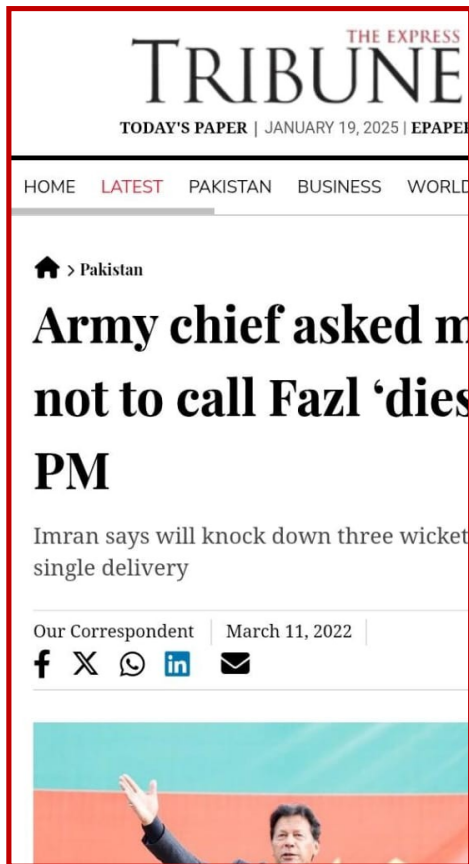 THE EXPRESS
TRIBUNE
TODAY'S PAPER | JANUARY 19, 2025 | EPAPER
HOME LATEST PAKISTAN BUSINESS WORLD
> Pakistan
Army chief asked m
not to call Fazl ‘dies
PM
Imran says will knock down three wicket
single delivery
Our Correspondent
March 11, 2022